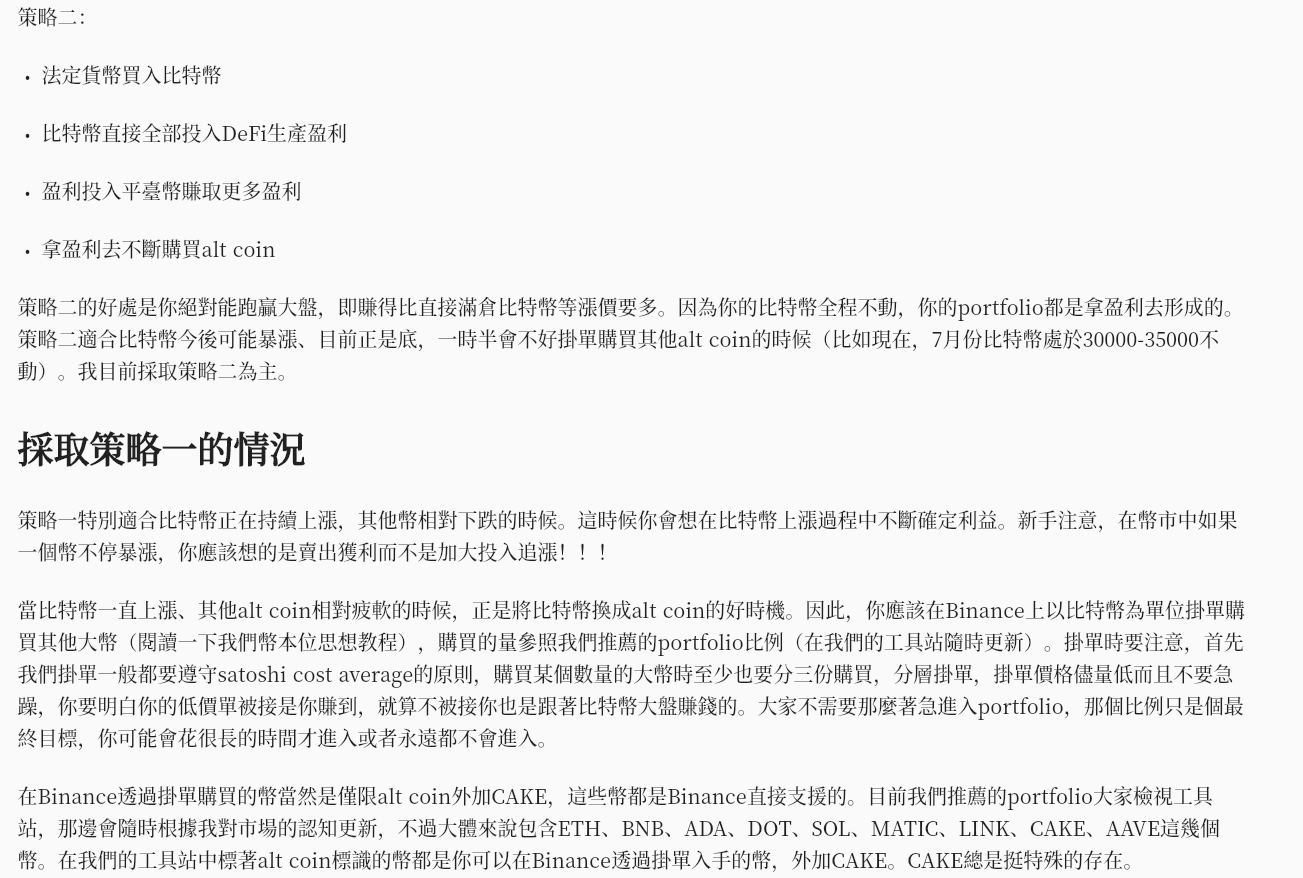 策略二：
• 法定貨幣買入比特幣
• 比特幣直接全部投入DeFi生產盈利
• 盈利投入平臺幣賺取更多盈利
• 拿盈利去不斷購買alt coin
策略二的好處是你絕對能跑贏大盤，即賺得比直接滿倉比特幣等漲價要多。因為你的比特幣全程不動，你的portfolio都是拿盈利去形成的。
策略二適合比特幣今後可能暴漲、目前正是底，一時半會不好掛單購買其他alt coin的時候（比如現在，7月份比特幣處於30000-35000不
動）。我目前採取策略二為主。
採取策略一的情況
策略一特別適合比特幣正在持續上漲，其他幣相對下跌的時候。這時候你會想在比特幣上漲過程中不斷確定利益。新手注意，在幣市中如果
一個幣不停暴漲，你應該想的是賣出獲利而不是加大投入追漲！！！
當比特幣一直上漲、其他alt coin相對疲軟的時候，正是將比特幣換成alt coin的好時機。因此，你應該在Binance上以比特幣為單位掛單購
買其他大幣（閱讀一下我們幣本位思想教程），購買的量參照我們推薦的portfolio比例（在我們的工具站隨時更新）。掛單時要注意，首先
我們掛單一般都要遵守satoshi cost average的原則，購買某個數量的大幣時至少也要分三份購買，分層掛單，掛單價格儘量低而且不要急
躁，你要明白你的低價單被接是你賺到，就算不被接你也是跟著比特幣大盤賺錢的。大家不需要那麼著急進入portfolio，那個比例只是個最
終目標，你可能會花很長的時間才進入或者永遠都不會進入。
在Binance透過掛單購買的幣當然是僅限alt coin外加CAKE，這些幣都是Binance直接支援的。目前我們推薦的portfolio大家檢視工具
站，那邊會隨時根據我對市場的認知更新，不過大體來說包含ETH、BNB、ADA、DOT、SOL、MATIC、LINK、CAKE、AAVE這幾個
幣。在我們的工具站中標著alt coin標識的幣都是你可以在Binance透過掛單入手的幣，外加CAKE。CAKE總是挺特殊的存在。